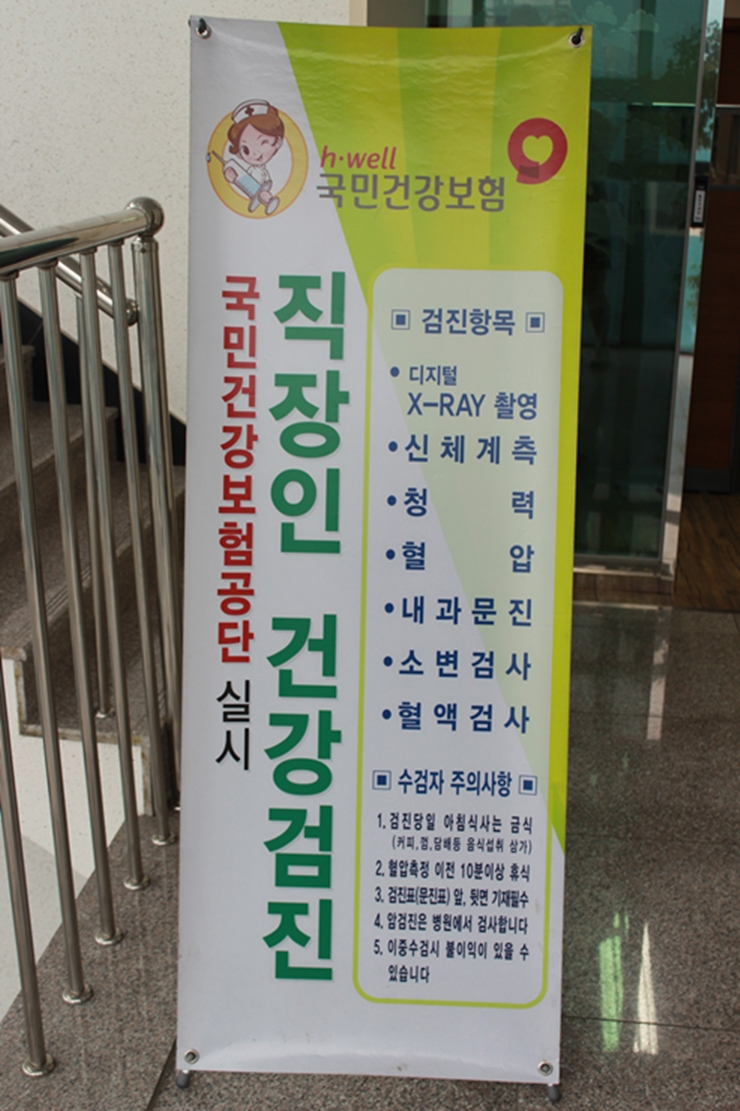 h·well
국민건강보험
국민건강보험공단 실시
직장인 건강검진
▣ 검진항목 ▣
• 디지털
X-RAY 촬영
• 신체계측
• 청 력
• 혈 압
• 내과문진
• 소변검사
• 혈액검사
▣ 수검자 주의사항 ▣
1. 검진당일 아침식사는 금식
(커피,껌,담배등 음식섭취 삼가)
2. 혈압측정 이전 10분이상 휴식
3. 검진표(문진표) 앞, 뒷면 기재필수
4. 암검진은 병원에서 검사합니다
5. 이중수검시 불이익이 있을 수
있습니다